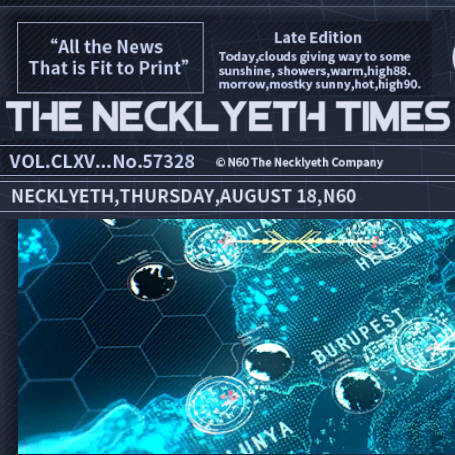 “All the News
That is Fit to Print”
Late Edition
Today,clouds giving way to some
sunshine, showers,warm,high88.
morrow,mostky sunny,hot,high90.
THE NECKLYETH TIMES
VOL.CLXV...No.57328
© N60 The Necklyeth Company
NECKLYETH,THURSDAY,AUGUST 18,N60
BURUPEST